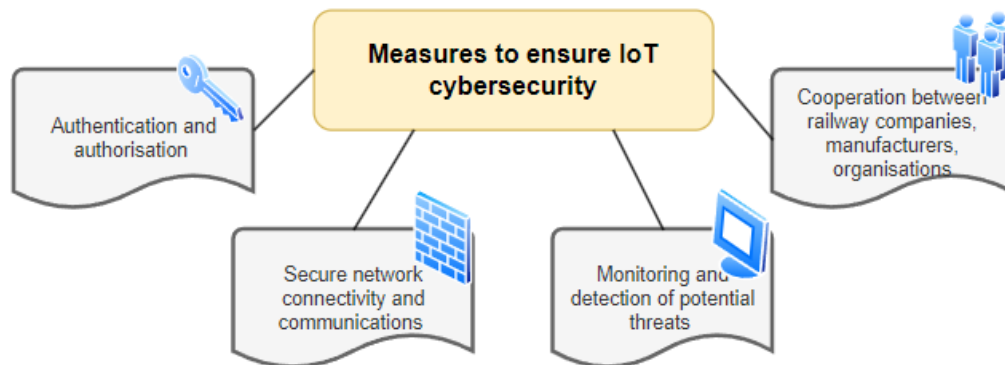 Measures to ensure IoT
cybersecurity
Authentication and
authorisation
Secure network
connectivity and
communications
Monitoring and
detection of potential
threats
Cooperation between
railway companies,
manufacturers,
organisations